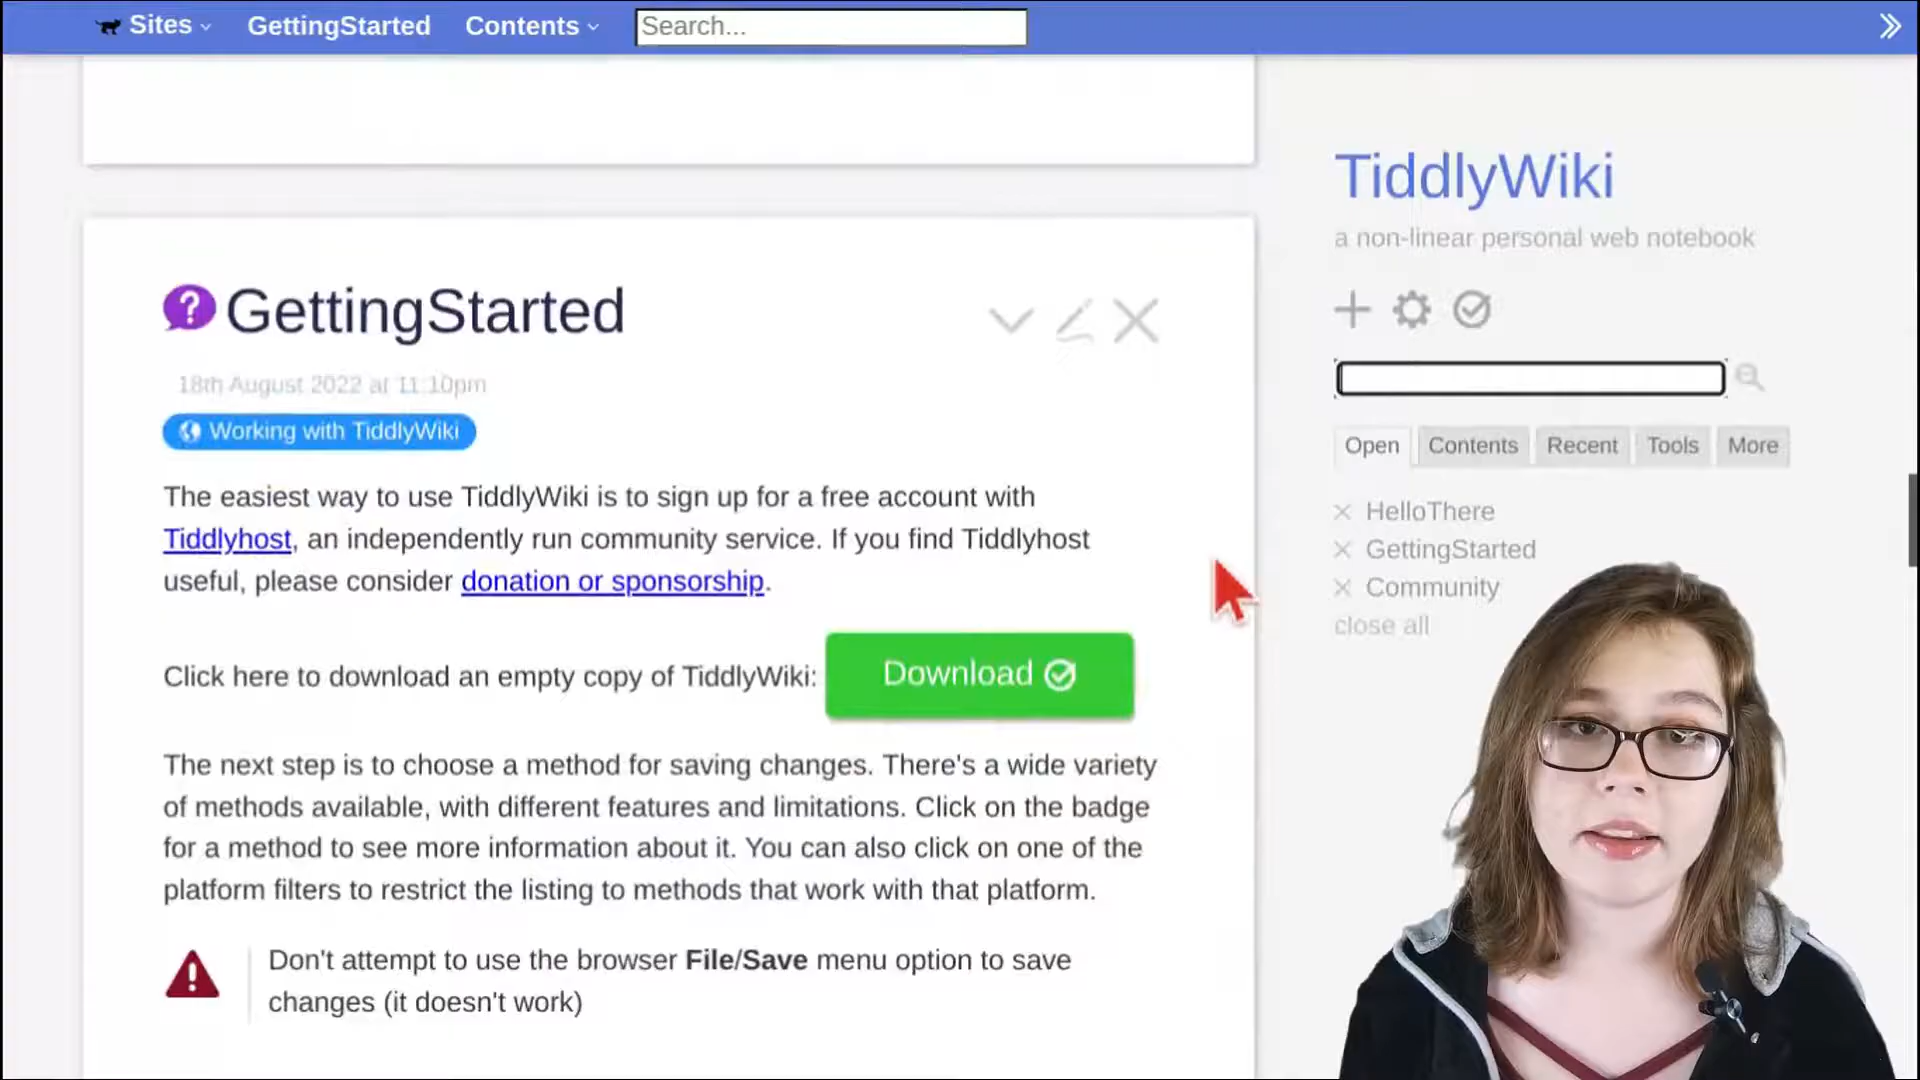 Sites GettingStarted Contents Search...
TiddlyWiki
a non-linear personal web notebook
GettingStarted
18th August 2022 at 11:10pm
Working with TiddlyWiki
The easiest way to use TiddlyWiki is to sign up for a free account with
Tiddlyhost, an independently run community service. If you find Tiddlyhost
useful, please consider donation or sponsorship.
Click here to download an empty copy of TiddlyWiki: Download
The next step is to choose a method for saving changes. There's a wide variety
of methods available, with different features and limitations. Click on the badge
for a method to see more information about it. You can also click on one of the
platform filters to restrict the listing to methods that work with that platform.
Don't attempt to use the browser File/Save menu option to save
changes (it doesn't work)
Open Contents Recent Tools More
HelloThere
GettingStarted
Community
close all